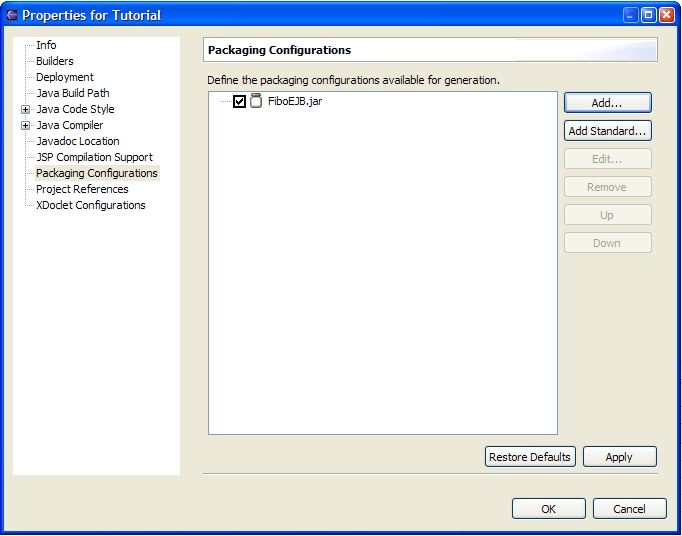 Properties for Tutorial
Info
Builders
Deployment
Java Build Path
Java Code Style
Java Compiler
Javadoc Location
JSP Compilation Support
Packaging Configurations
Project References
XDoclet Configurations
Packaging Configurations
Define the packaging configurations available for generation.
FiboEJB.jar
Add...
Add Standard...
Edit...
Remove
Up
Down
Restore Defaults
Apply
OK
Cancel